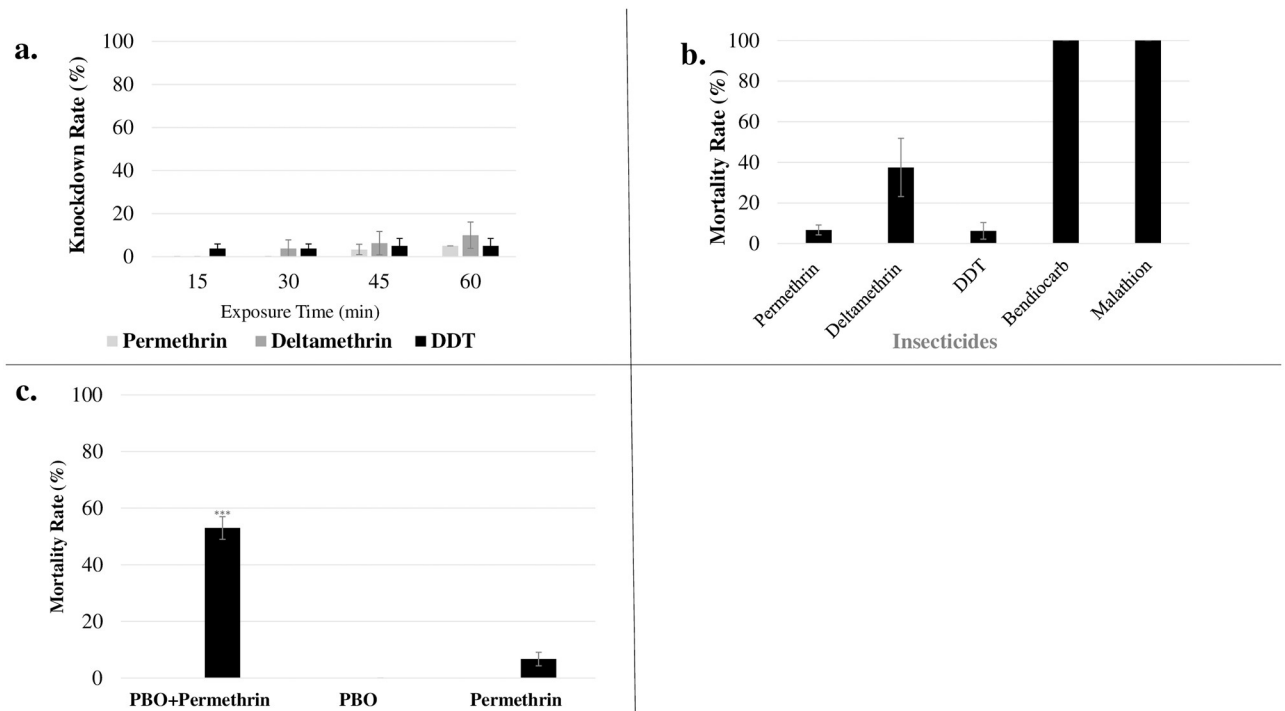 a.
Knockdown Rate (%)
100
80
60
40
20
0
15 30 45 60
Exposure Time (min)
Permethrin Deltamethrin DDT
b.
Mortality Rate (%)
100
80
60
40
20
0
Permethrin Deltamethrin DDT Bendiocarb Malathion
Insecticides
c.
Mortality Rate (%)
100
80
60
40
20
0
***
PBO+Permethrin PBO Permethrin